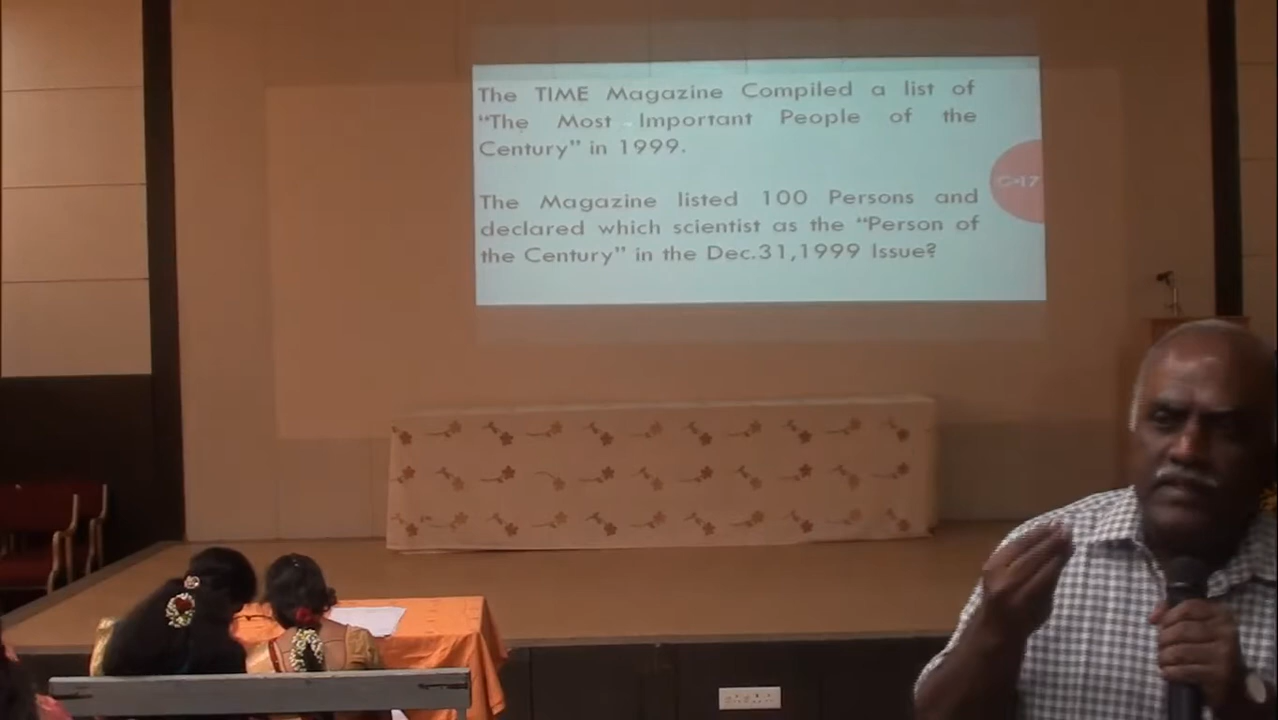 The TIME Magazine Compiled a list of
"The Most Important People of the
Century" in 1999.
The Magazine listed 100 Persons and
declared which scientist as the "Person of
the Century" in the Dec.31,1999 Issue?
C-17